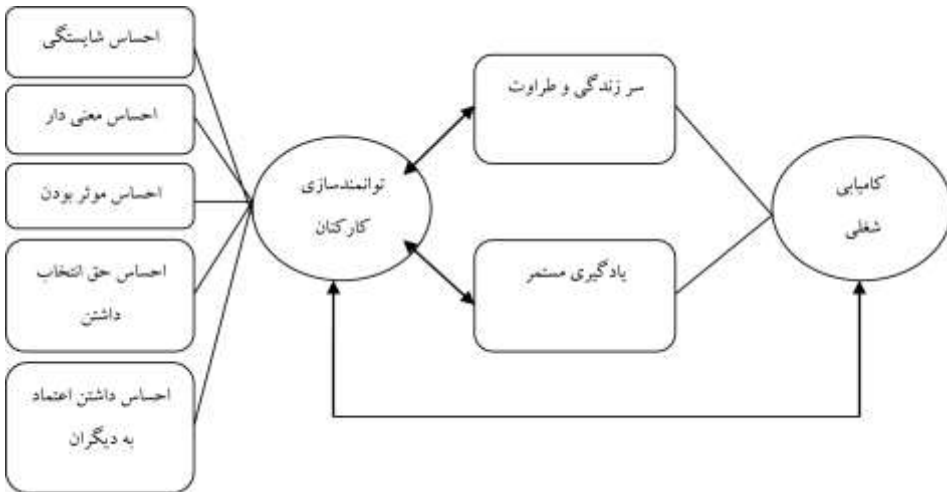 احساس شایستگی
احساس معنی دار
احساس موثر بودن
احساس حق انتخاب
داشتن
احساس داشتن اعتماد
به دیگران
توانمندسازی
کارکنان
سر زندگی و طراوت
یادگیری مستمر
کامیابی
شغلی